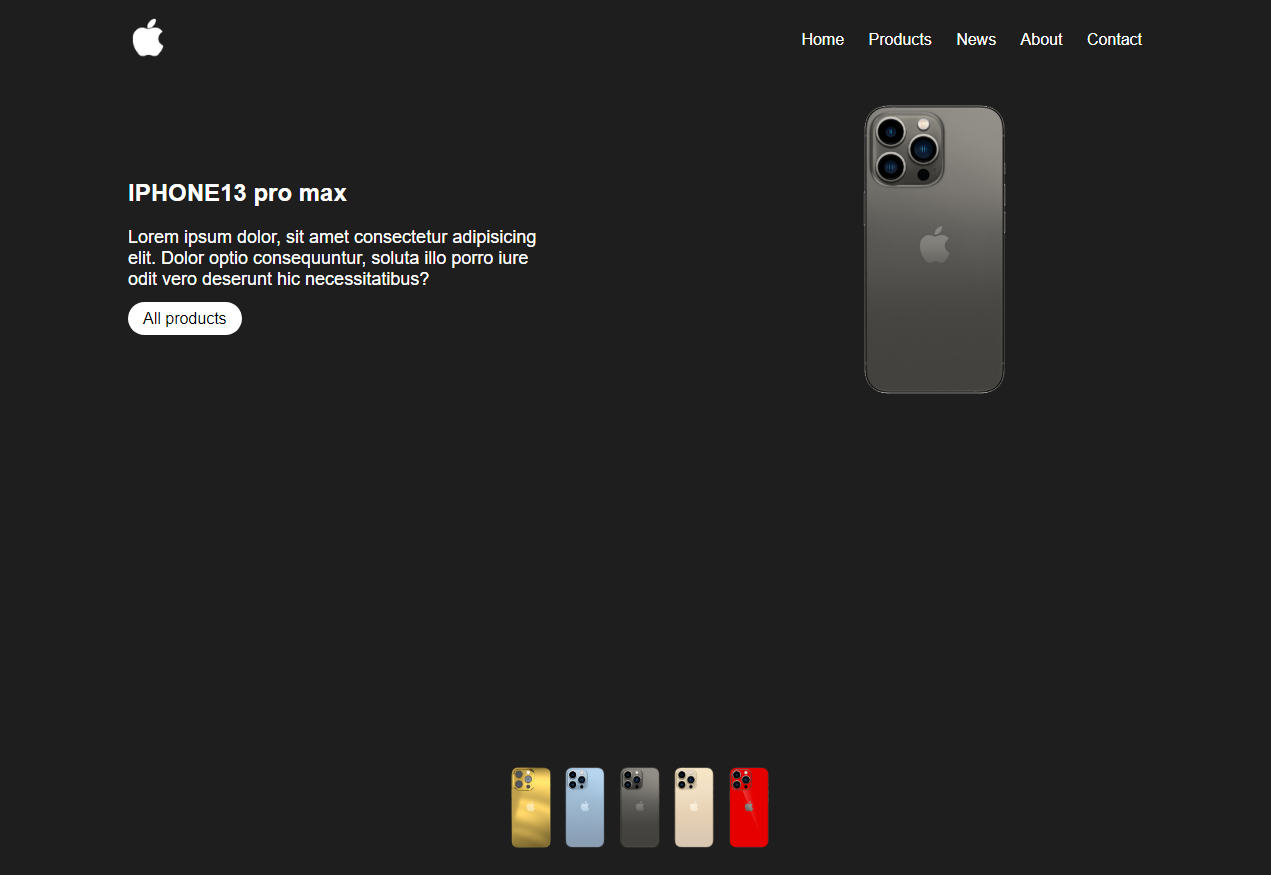 Home Products News About Contact
IPHONE13 pro max
Lorem ipsum dolor, sit amet consectetur adipisicing
elit. Dolor optio consequuntur, soluta illo porro iure
odit vero deserunt hic necessitatibus?
All products